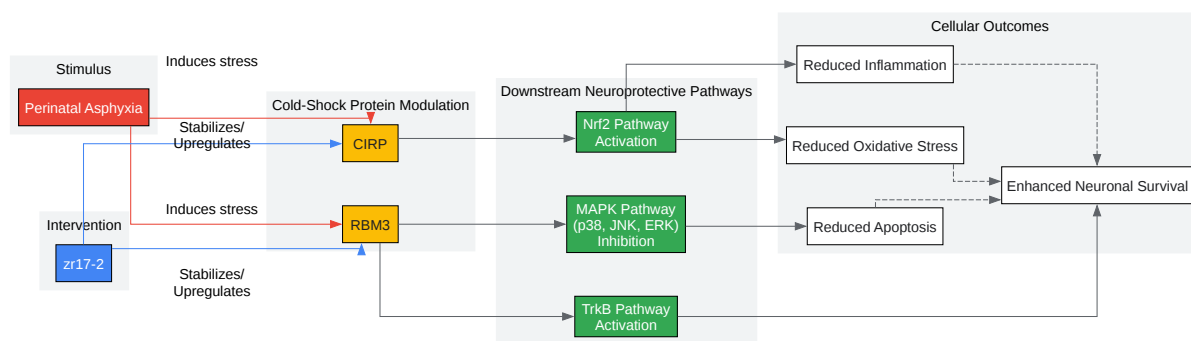 Stimulus
Perinatal Asphyxia
Intervention
zr17-2
Induces stress
Stabilizes/
Upregulates
Induces stress
Stabilizes/
Upregulates
Cold-Shock Protein Modulation
CIRP
RBM3
Downstream Neuroprotective Pathways
Nrf2 Pathway
Activation
MAPK Pathway
(p38, JNK, ERK)
Inhibition
TrkB Pathway
Activation
Cellular Outcomes
Reduced Inflammation
Reduced Oxidative Stress
Reduced Apoptosis
Enhanced Neuronal Survival